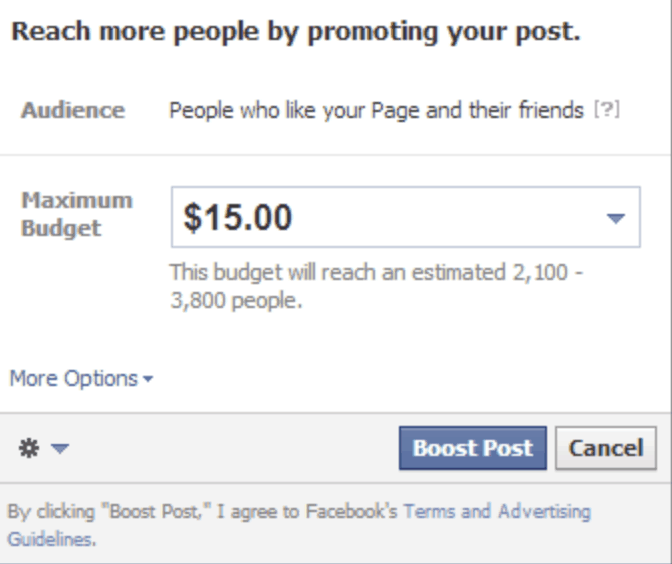 Reach more people by promoting your post.
Audience People who like your Page and their friends [?]
Maximum
Budget
$15.00
This budget will reach an estimated 2,100 -
3,800 people.
More Options
Boost Post Cancel
By clicking "Boost Post," I agree to Facebook's Terms and Advertising
Guidelines.